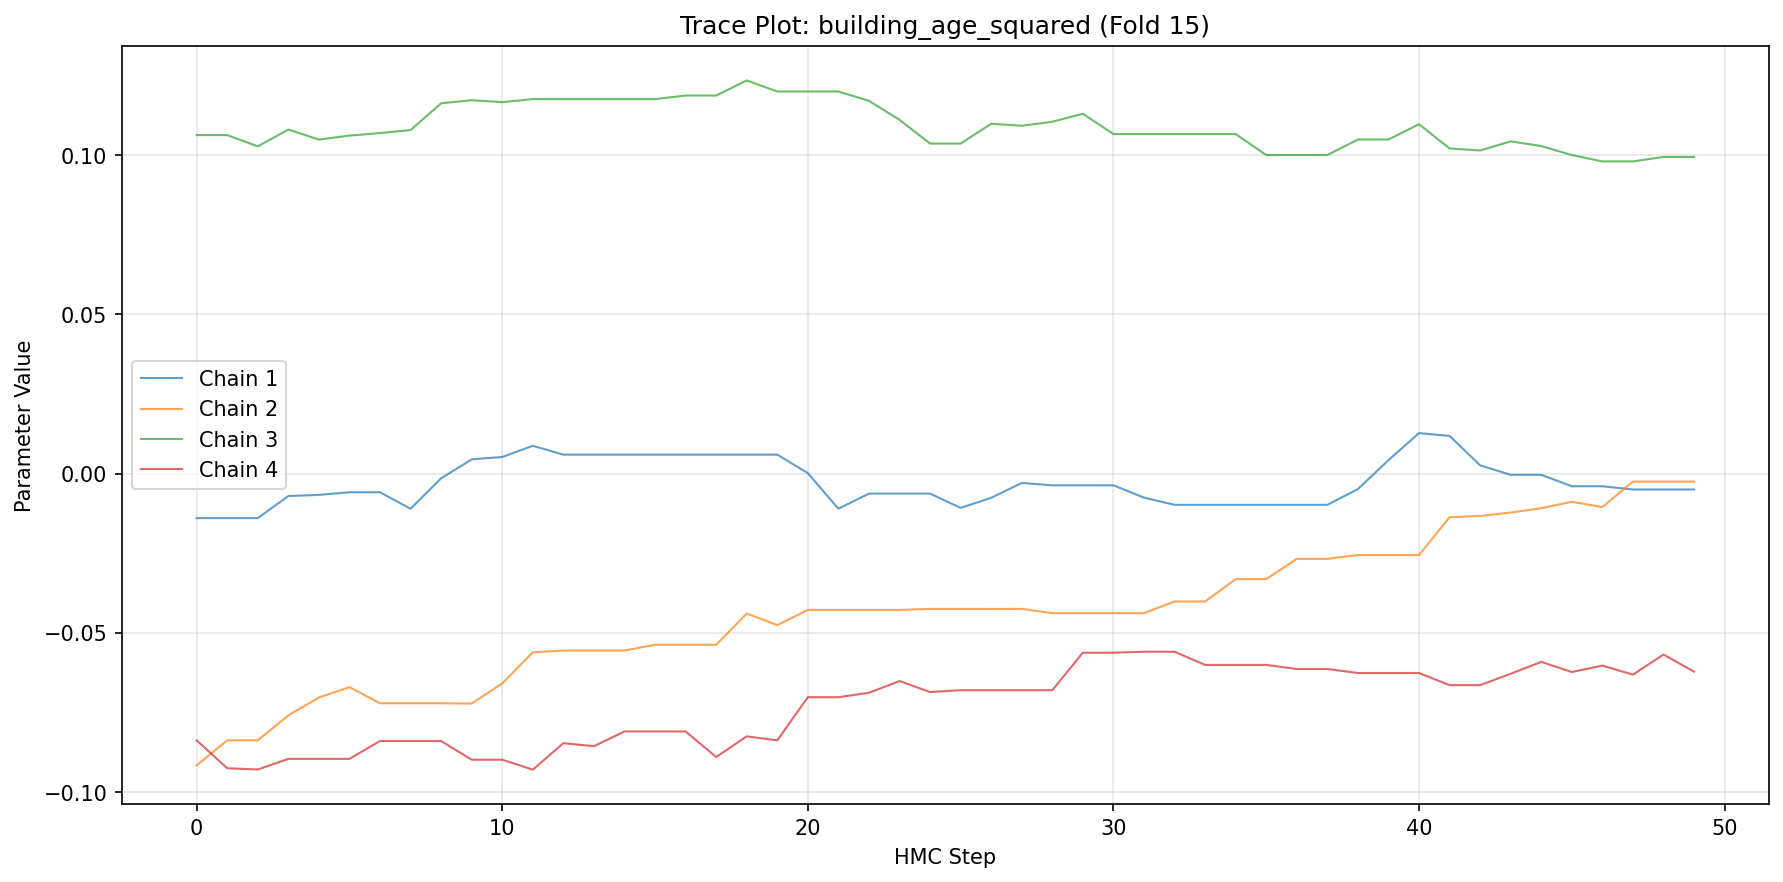 Trace Plot: building_age_squared (Fold 15)
Parameter Value
0.10
0.05
0.00
−0.05
−0.10
Chain 1
Chain 2
Chain 3
Chain 4
0 10 20 30 40 50
HMC Step